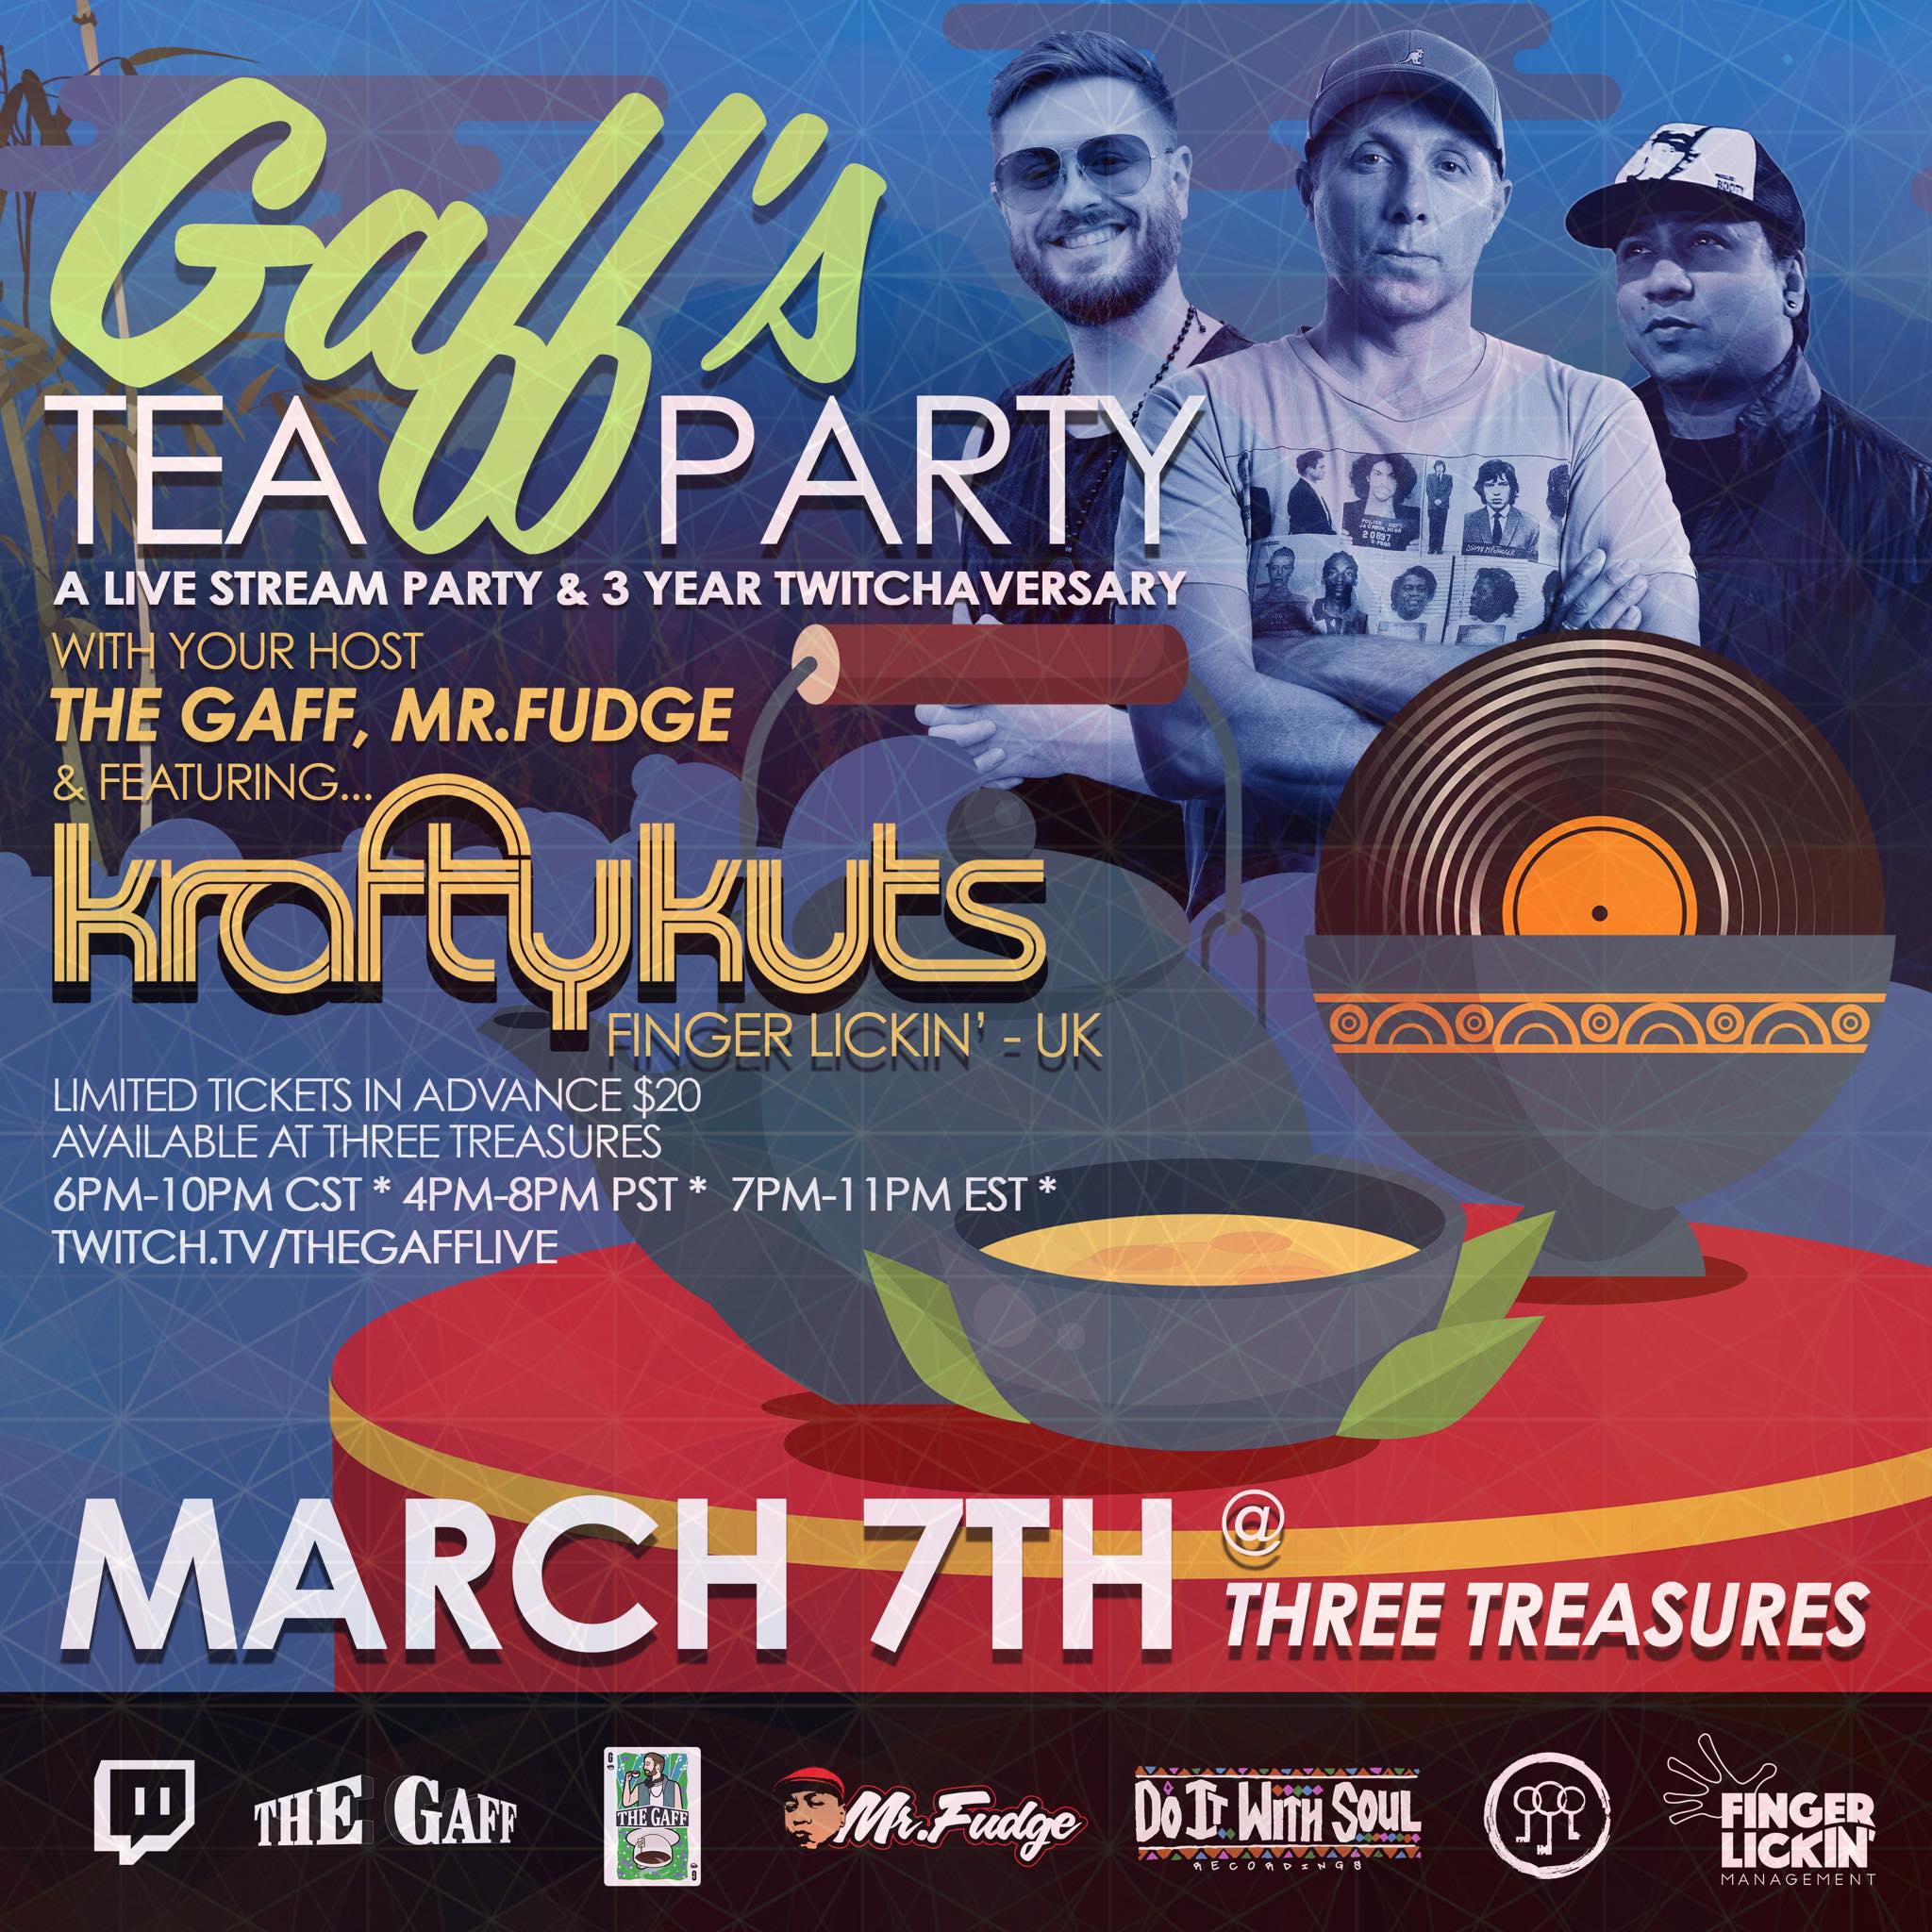 Gaff's
TEA PARTY
A LIVE STREAM PARTY & 3 YEAR TWITCHAVERSARY
WITH YOUR HOST
THE GAFF, MR.FUDGE
& FEATURING...
kraftykuts
FINGER LICKIN' - UK
LIMITED TICKETS IN ADVANCE $20
AVAILABLE AT THREE TREASURES
6PM-10PM CST * 4PM-8PM PST * 7PM-11PM EST *
TWITCH.TV/THEGAFFLIVE
20897
MARCH 7TH @
THREE TREASURES
THE GAFF
G
THE GAFF
G
Mr.Fudge
DO IT WITH SOUL
RECORDINGS
FINGER
LICKIN'
MANAGEMENT